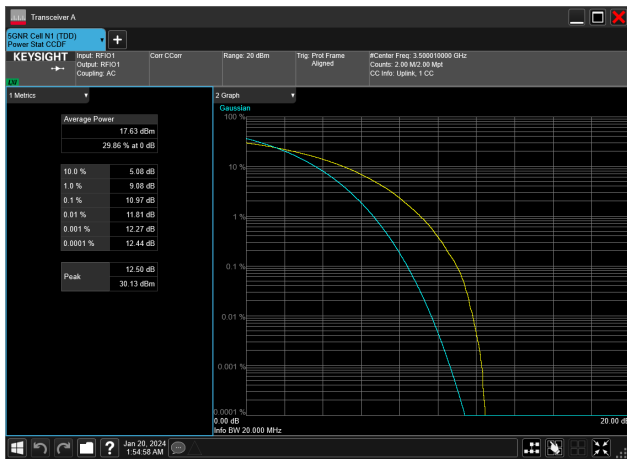 Transceiver A
5GNR Cell N1 (TDD)
Power Stat CCDF
KEYSIGHT
LXI
Input: RFIO1
Output: RFIO1
Coupling: AC
Corr CCorr
Range: 20 dBm
Trig: Prot Frame
Aligned
#Center Freq: 3.500010000 GHz
Counts: 2.00 M/2.00 Mpt
CC Info: Uplink, 1 CC
1 Metrics
Average Power
17.63 dBm
29.86 % at 0 dB
10.0 % 5.08 dB
1.0 % 9.08 dB
0.1 % 10.97 dB
0.01 % 11.81 dB
0.001 % 12.27 dB
0.0001 % 12.44 dB
Peak 12.50 dB
30.13 dBm
2 Graph
Gaussian
100 %
10 %
1 %
0.1 %
0.01 %
0.001 %
0.0001 %
0.00 dB 20.00 dB
Info BW 20.000 MHz
Jan 20, 2024
1:54:58 AM